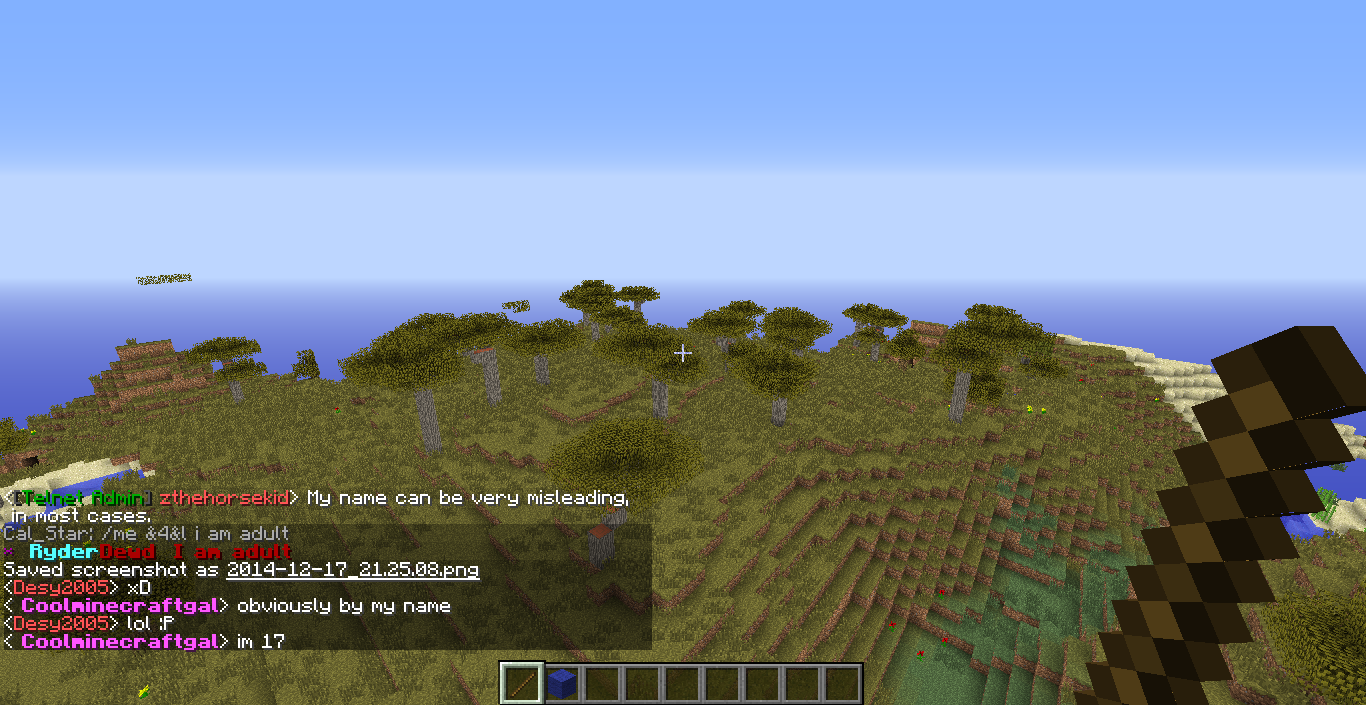 <[Telnet Admin] zthehorsekid> My name can be very misleading,
in most cases.
Cal_Star: /me &4&l i am adult
* RyderDewd I am adult
Saved screenshot as 2014-12-17_21.25.08.png
<Desy2005> xD
< Coolminecraftgal> obviously by my name
<Desy2005> lol :P
< Coolminecraftgal> im 17